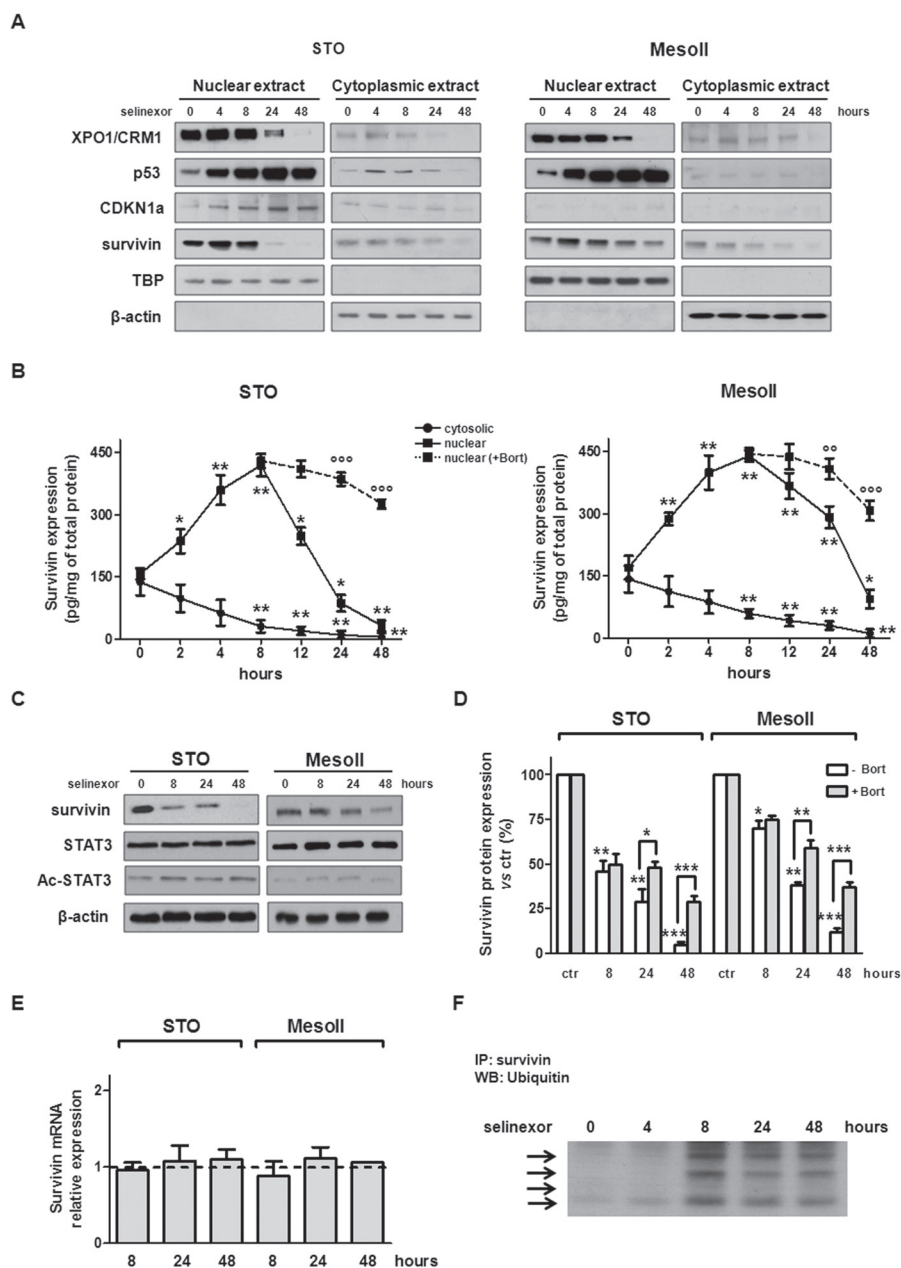 A
STO
MesoII
Nuclear extract
Cytoplasmic extract
Nuclear extract
Cytoplasmic extract
selinexor 0 4 8 24 48 0 4 8 24 48 0 4 8 24 48 0 4 8 24 48 hours
XPO1/CRM1
p53
CDKN1a
survivin
TBP
β-actin
B
STO
MesoII
cytosolic
nuclear
nuclear (+Bort)
Survivin expression
(pg/mg of total protein)
450
300
150
0
* ** ** * * ** ** ** ** ** °°° °°°
0 2 4 8 12 24 48
hours
Survivin expression
(pg/mg of total protein)
450
300
150
0
** ** ** ** ** * ** ** ** ** °° °°°
0 2 4 8 12 24 48
hours
C
STO
MesoII
selinexor 0 8 24 48 0 8 24 48 hours
survivin
STAT3
Ac-STAT3
β-actin
D
STO
MesoII
Survivin protein expression
vs ctr (%)
100
75
50
25
0
** ** * *** *** * ** ** *** ***
- Bort
+ Bort
ctr 8 24 48 ctr 8 24 48 hours
E
STO
MesoII
Survivin mRNA
relative expression
2
1
0
8 24 48 8 24 48 hours
F
IP: survivin
WB: Ubiquitin
selinexor 0 4 8 24 48 hours